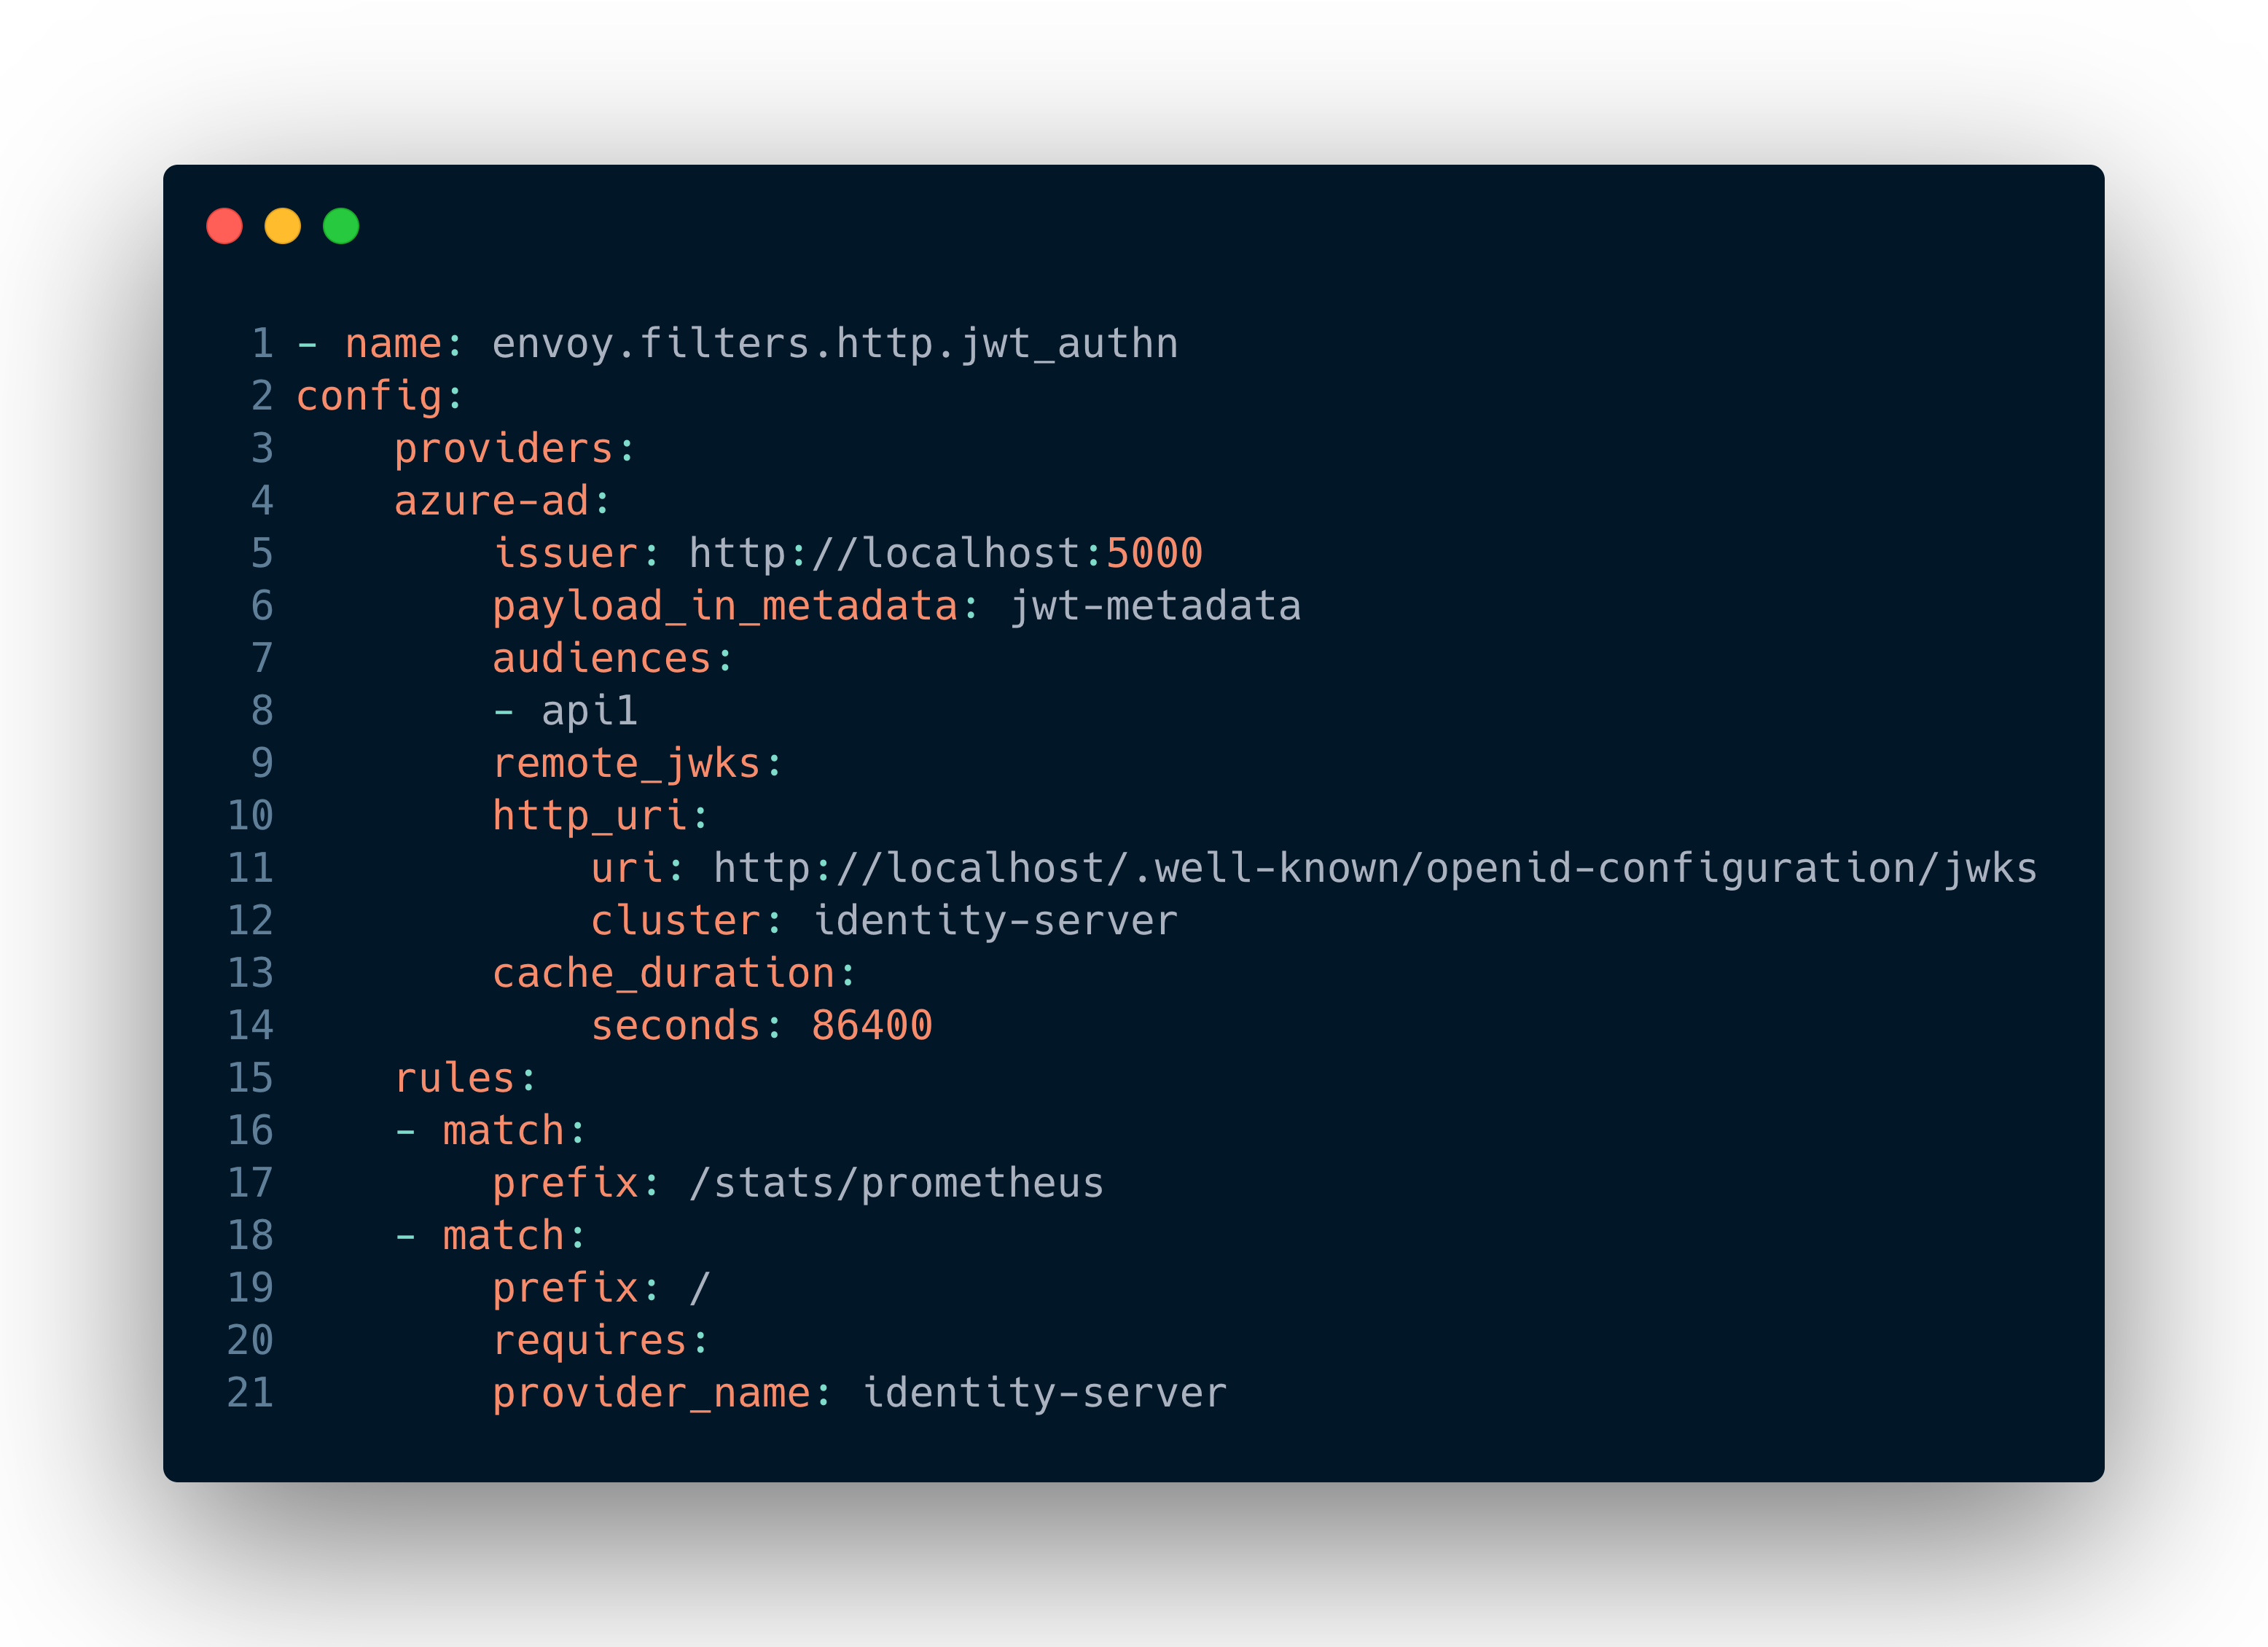 1 - name: envoy.filters.http.jwt_authn
2 config:
3     providers:
4     azure-ad:
5         issuer: http://localhost:5000
6         payload_in_metadata: jwt-metadata
7         audiences:
8         - api1
9         remote_jwks:
10         http_uri:
11             uri: http://localhost/.well-known/openid-configuration/jwks
12             cluster: identity-server
13         cache_duration:
14             seconds: 86400
15     rules:
16     - match:
17         prefix: /stats/prometheus
18     - match:
19         prefix: /
20         requires:
21         provider_name: identity-server